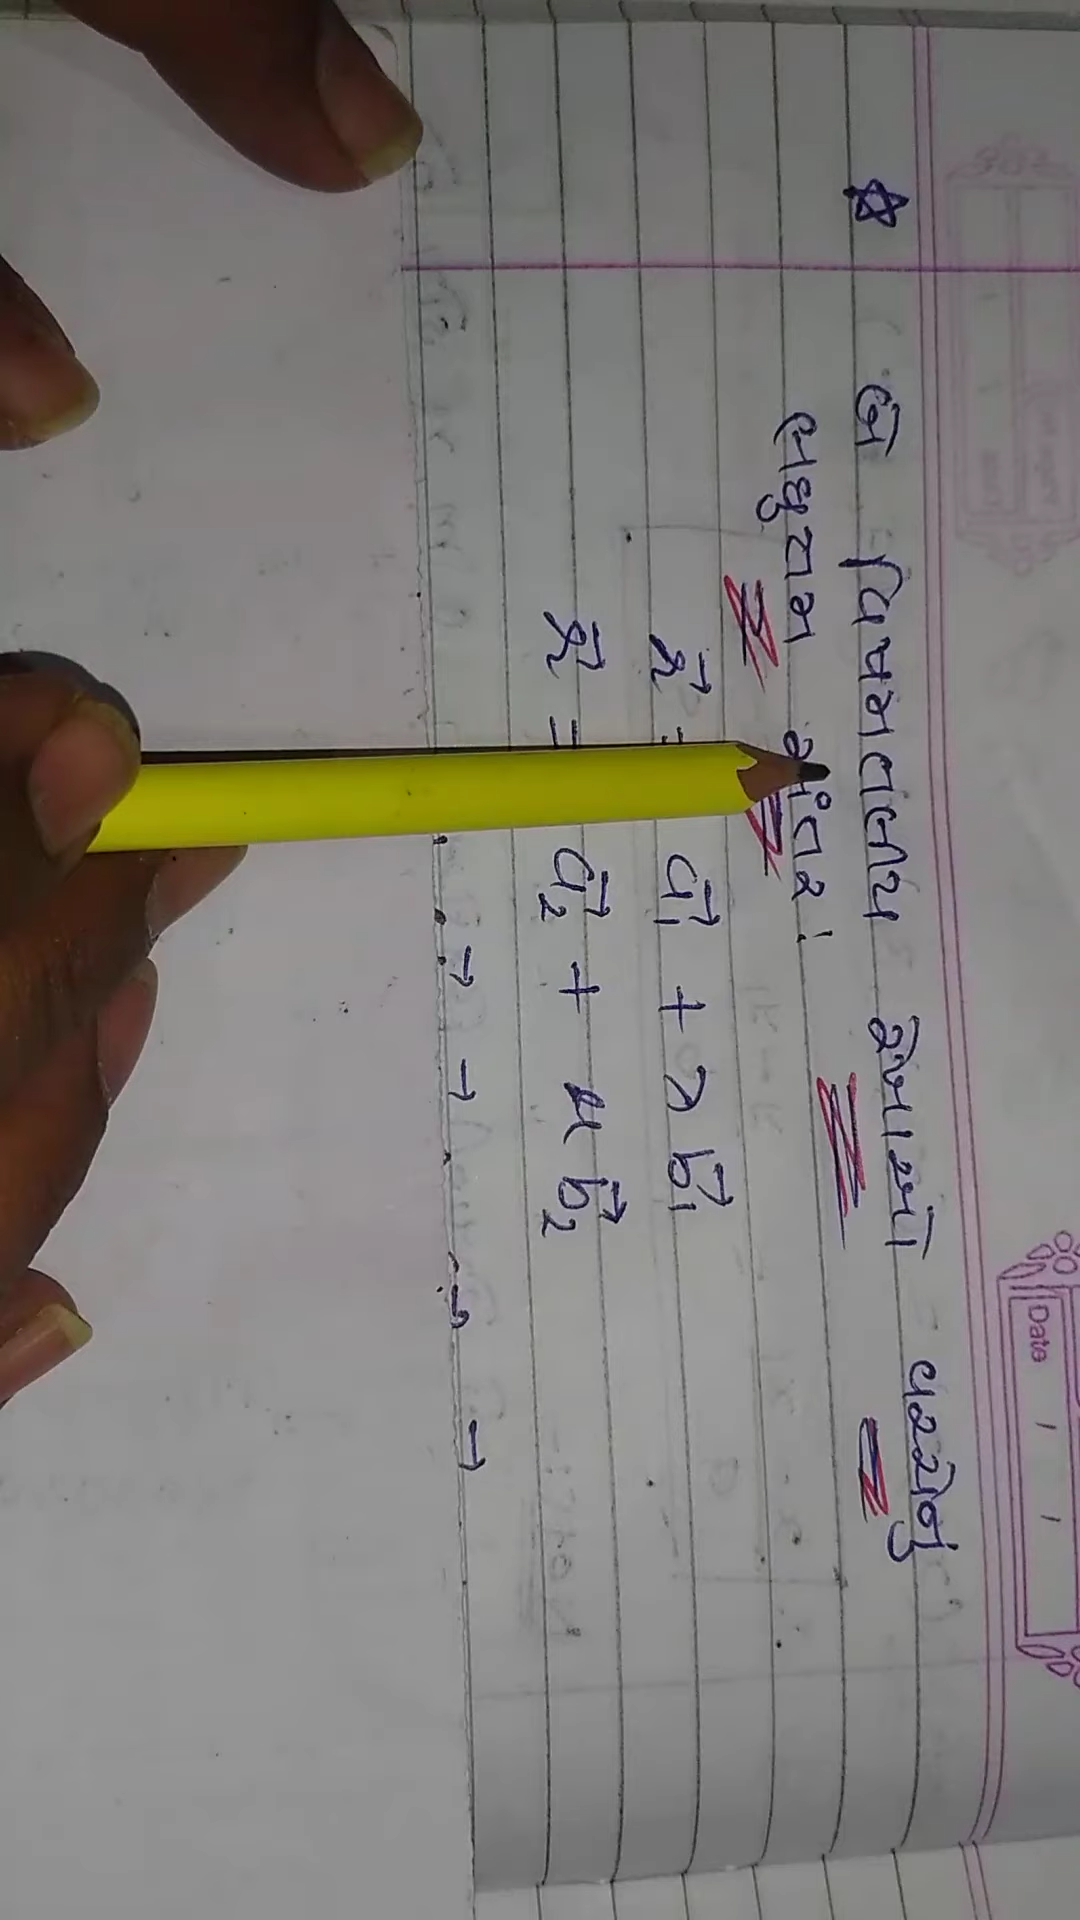 ☆ બે વિષમતલીય રેખાઓ વચ્ચેનું
લઘુત્તમ અંતર :
r⃗ = a⃗₁ + λ b⃗₁
r⃗ = a⃗₂ + μ b⃗₂
Date / /